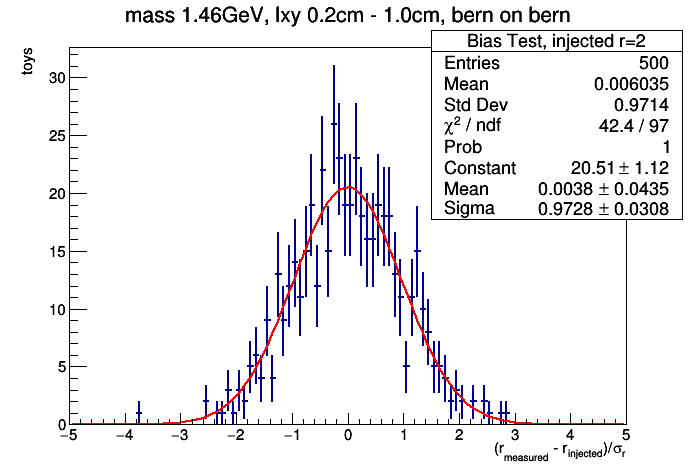 mass 1.46GeV, lxy 0.2cm - 1.0cm, bern on bern
Bias Test, injected r=2
Entries 500
Mean 0.006035
Std Dev 0.9714
χ² / ndf 42.4 / 97
Prob 1
Constant 20.51 ± 1.12
Mean 0.0038 ± 0.0435
Sigma 0.9728 ± 0.0308
toys
30
25
20
15
10
5
0
−5 −4 −3 −2 −1 0 1 2 3 4 5
(r_measured - r_injected)/σ_r